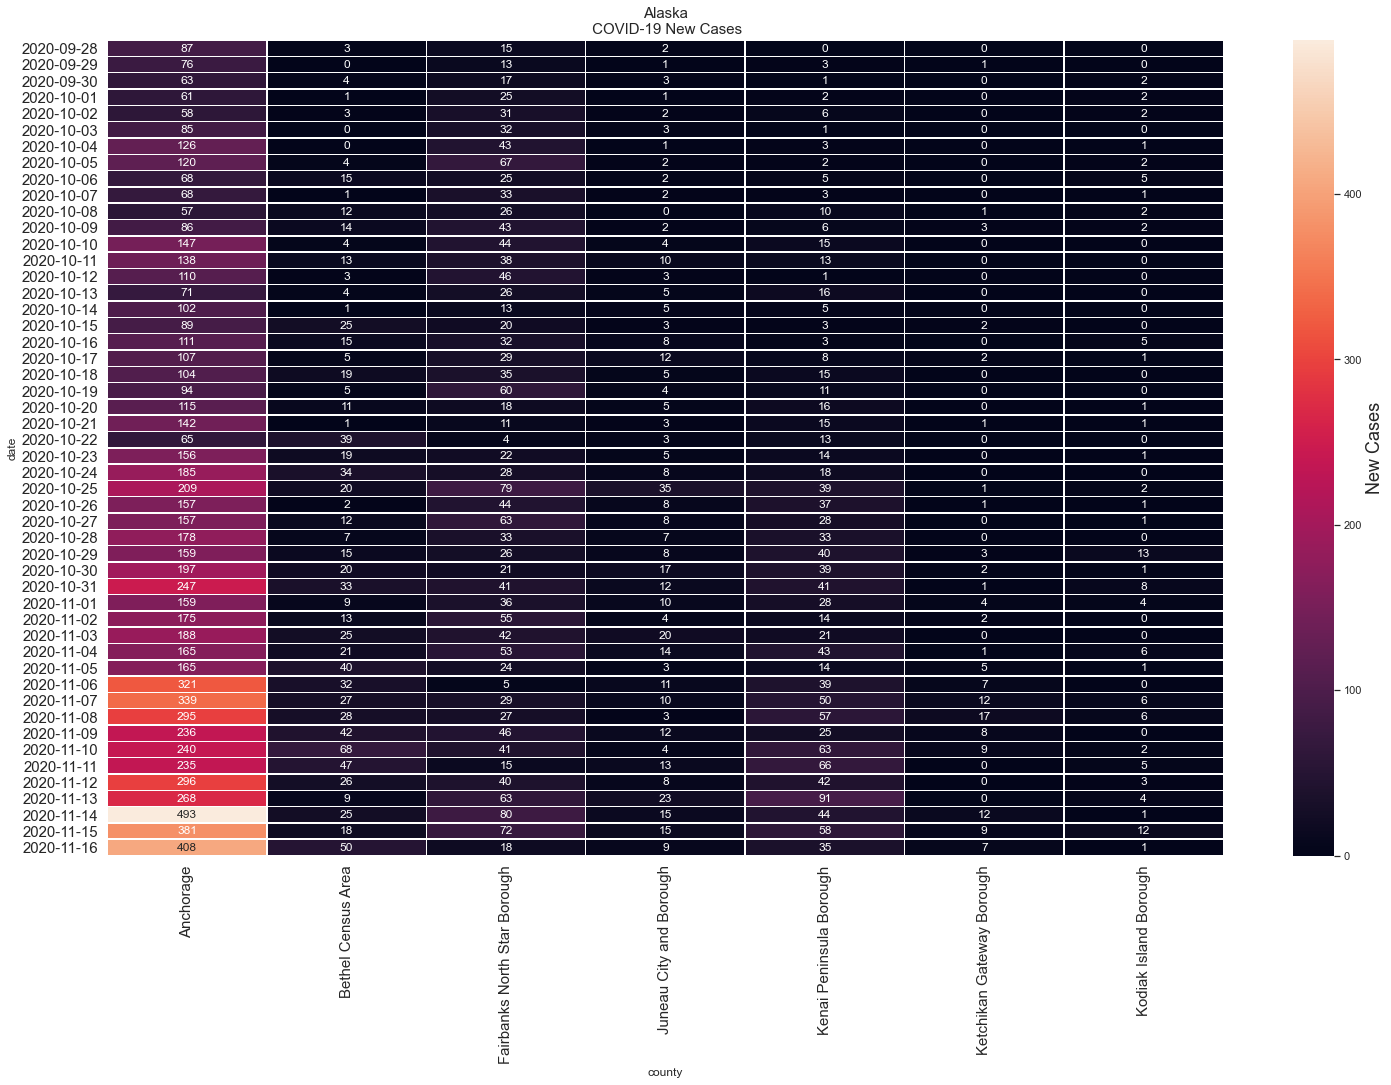 Alaska
COVID-19 New Cases
2020-09-28 87 3 15 2 0 0 0
2020-09-29 76 0 13 1 3 1 0
2020-09-30 63 4 17 3 1 0 2
2020-10-01 61 1 25 1 2 0 2
2020-10-02 58 3 31 2 6 0 2
2020-10-03 85 0 32 3 1 0 0
2020-10-04 126 0 43 1 3 0 1
2020-10-05 120 4 67 2 2 0 2
2020-10-06 68 15 25 2 5 0 5
2020-10-07 68 1 33 2 3 0 1
2020-10-08 57 12 26 0 10 1 2
2020-10-09 86 14 43 2 6 3 2
2020-10-10 147 4 44 4 15 0 0
2020-10-11 138 13 38 10 13 0 0
2020-10-12 110 3 46 3 1 0 0
2020-10-13 71 4 26 5 16 0 0
2020-10-14 102 1 13 5 5 0 0
2020-10-15 89 25 20 3 3 2 0
2020-10-16 111 15 32 8 3 0 5
2020-10-17 107 5 29 12 8 2 1
2020-10-18 104 19 35 5 15 0 0
2020-10-19 94 5 60 4 11 0 0
2020-10-20 115 11 18 5 16 0 1
2020-10-21 142 1 11 3 15 1 1
2020-10-22 65 39 4 3 13 0 0
2020-10-23 156 19 22 5 14 0 1
2020-10-24 185 34 28 8 18 0 0
2020-10-25 209 20 79 35 39 1 2
2020-10-26 157 2 44 8 37 1 1
2020-10-27 157 12 63 8 28 0 1
2020-10-28 178 7 33 7 33 0 0
2020-10-29 159 15 26 8 40 3 13
2020-10-30 197 20 21 17 39 2 1
2020-10-31 247 33 41 12 41 1 8
2020-11-01 159 9 36 10 28 4 4
2020-11-02 175 13 55 4 14 2 0
2020-11-03 188 25 42 20 21 0 0
2020-11-04 165 21 53 14 43 1 6
2020-11-05 165 40 24 3 14 5 1
2020-11-06 321 32 5 11 39 7 0
2020-11-07 339 27 29 10 50 12 6
2020-11-08 295 28 27 3 57 17 6
2020-11-09 236 42 46 12 25 8 0
2020-11-10 240 68 41 4 63 9 2
2020-11-11 235 47 15 13 66 0 5
2020-11-12 296 26 40 8 42 0 3
2020-11-13 268 9 63 23 91 0 4
2020-11-14 493 25 80 15 44 12 1
2020-11-15 381 18 72 15 58 9 12
2020-11-16 408 50 18 9 35 7 1
date
Anchorage
Bethel Census Area
Fairbanks North Star Borough
Juneau City and Borough
Kenai Peninsula Borough
Ketchikan Gateway Borough
Kodiak Island Borough
county
400
300
200
100
0
New Cases